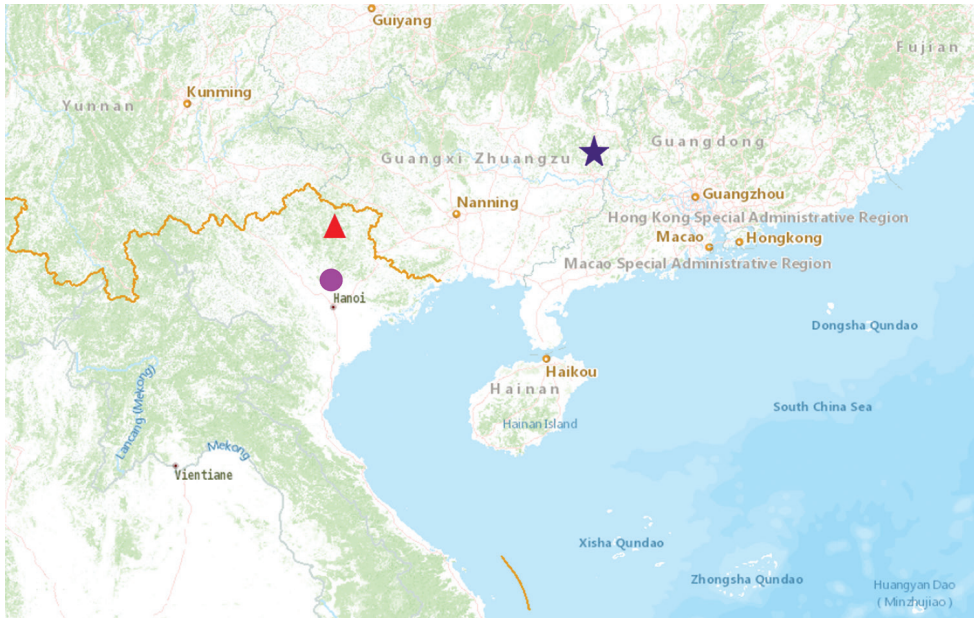 Guiyang
Fujian
Kunming
Yunnan
Guangdong
Guangxi Zhuangzu
Guangzhou
Nanning
Hong Kong Special Administrative Region
Macao
Hongkong
Macao Special Administrative Region
Hanoi
Dongsha Qundao
Haikou
Hainan
South China Sea
Lancang (Mekong)
Hainan Island
Mekong
Vientiane
Xisha Qundao
Zhongsha Qundao
Huangyan Dao
( Minzhujiao )